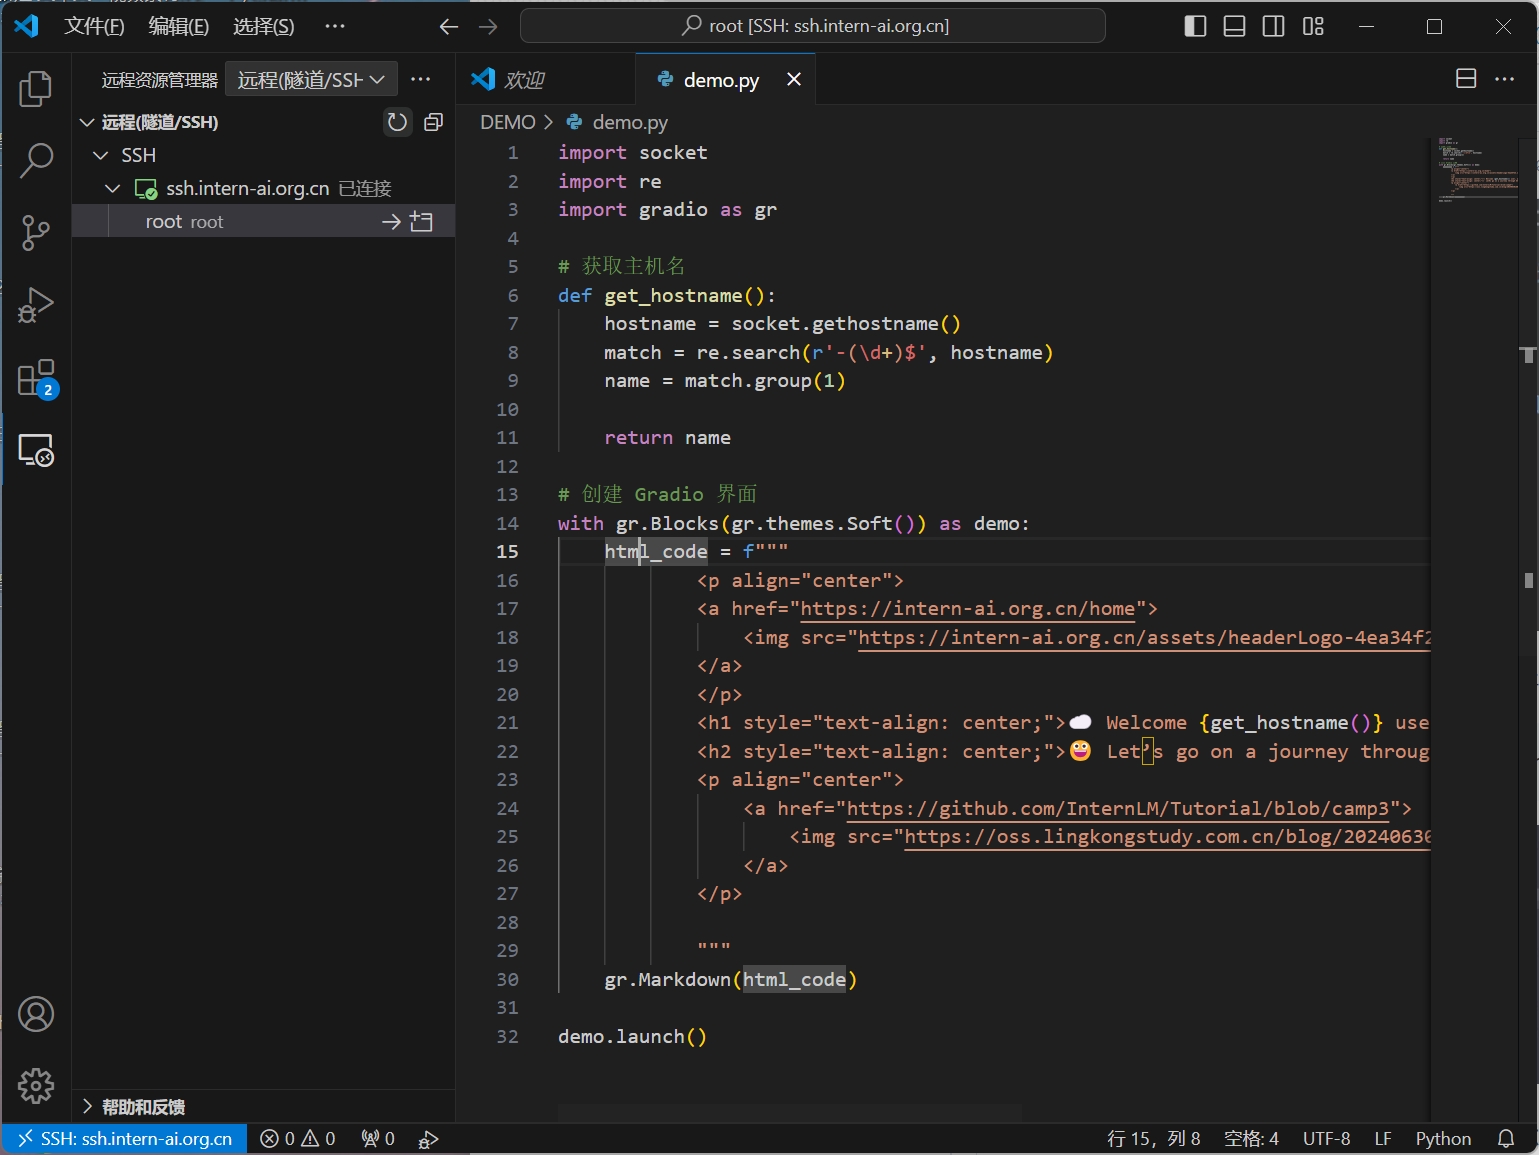 文件(F) 编辑(E) 选择(S) ··· root [SSH: ssh.intern-ai.org.cn]
远程资源管理器 远程(隧道/SSH ···
欢迎 demo.py
远程(隧道/SSH)
SSH
ssh.intern-ai.org.cn 已连接
root root
2
DEMO > demo.py
1 import socket
2 import re
3 import gradio as gr
4
5 # 获取主机名
6 def get_hostname():
7 hostname = socket.gethostname()
8 match = re.search(r'-(\d+)$', hostname)
9 name = match.group(1)
10
11 return name
12
13 # 创建 Gradio 界面
14 with gr.Blocks(gr.themes.Soft()) as demo:
15 html_code = f"""
16 <p align="center">
17 <a href="https://intern-ai.org.cn/home">
18 <img src="https://intern-ai.org.cn/assets/headerLogo-4ea34f2
19 </a>
20 </p>
21 <h1 style="text-align: center;">☁️ Welcome {get_hostname()} use
22 <h2 style="text-align: center;">😀 Let’s go on a journey throug
23 <p align="center">
24 <a href="https://github.com/InternLM/Tutorial/blob/camp3">
25 <img src="https://oss.lingkongstudy.com.cn/blog/20240630
26 </a>
27 </p>
28
29 """
30 gr.Markdown(html_code)
31
32 demo.launch()
帮助和反馈
SSH: ssh.intern-ai.org.cn 0 0 0 行 15, 列 8 空格: 4 UTF-8 LF Python